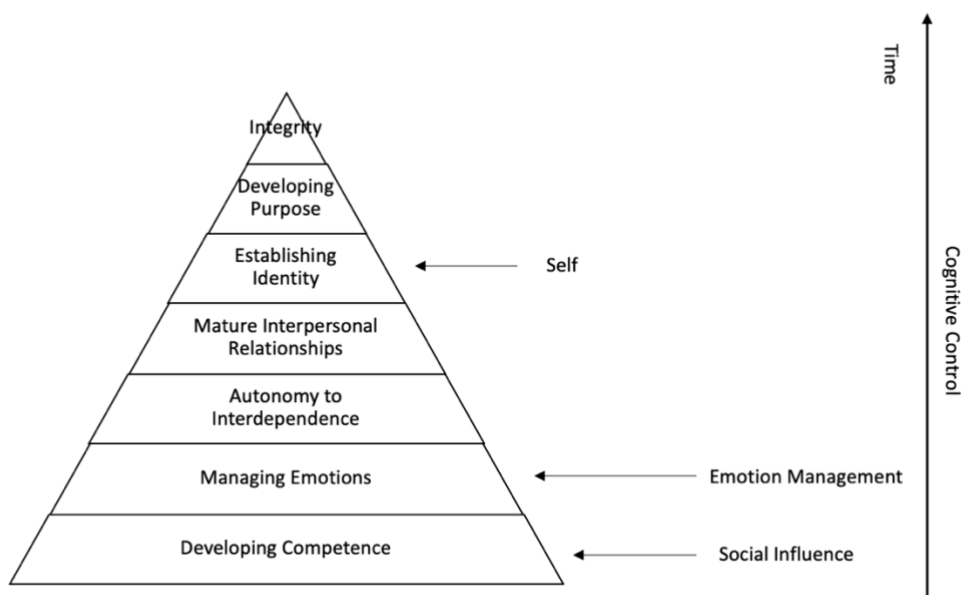 Time
Integrity
Developing
Purpose
Establishing
Identity
Self
Cognitive Control
Mature Interpersonal
Relationships
Autonomy to
Interdependence
Managing Emotions
Emotion Management
Developing Competence
Social Influence